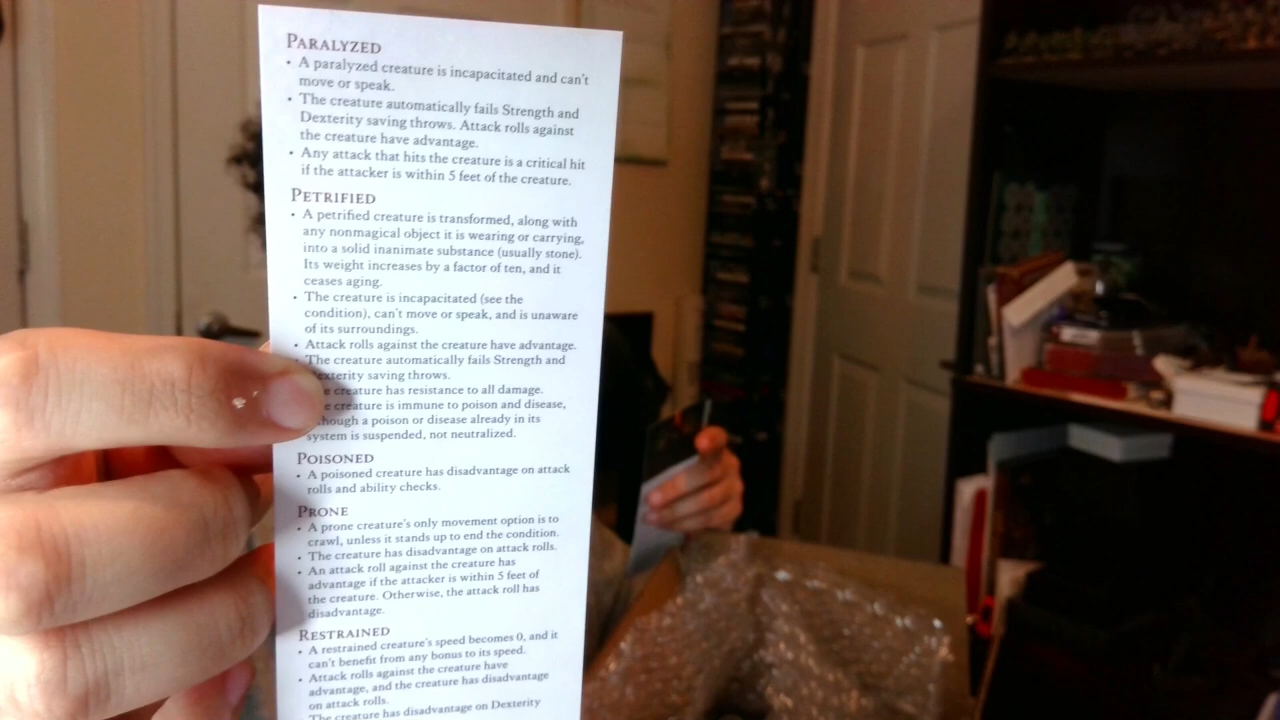 PARALYZED
• A paralyzed creature is incapacitated and can't
move or speak.
• The creature automatically fails Strength and
Dexterity saving throws. Attack rolls against
the creature have advantage.
• Any attack that hits the creature is a critical hit
if the attacker is within 5 feet of the creature.
PETRIFIED
• A petrified creature is transformed, along with
any nonmagical object it is wearing or carrying,
into a solid inanimate substance (usually stone).
Its weight increases by a factor of ten, and it
ceases aging.
• The creature is incapacitated (see the
condition), can't move or speak, and is unaware
of its surroundings.
• Attack rolls against the creature have advantage.
• The creature automatically fails Strength and
exterity saving throws.
e creature has resistance to all damage.
e creature is immune to poison and disease,
hough a poison or disease already in its
system is suspended, not neutralized.
POISONED
• A poisoned creature has disadvantage on attack
rolls and ability checks.
PRONE
• A prone creature's only movement option is to
crawl, unless it stands up to end the condition.
• The creature has disadvantage on attack rolls.
• An attack roll against the creature has
advantage if the attacker is within 5 feet of
the creature. Otherwise, the attack roll has
disadvantage.
RESTRAINED
• A restrained creature's speed becomes 0, and it
can't benefit from any bonus to its speed.
• Attack rolls against the creature have
advantage, and the creature has disadvantage
on attack rolls.
The creature has disadvantage on Dexterity